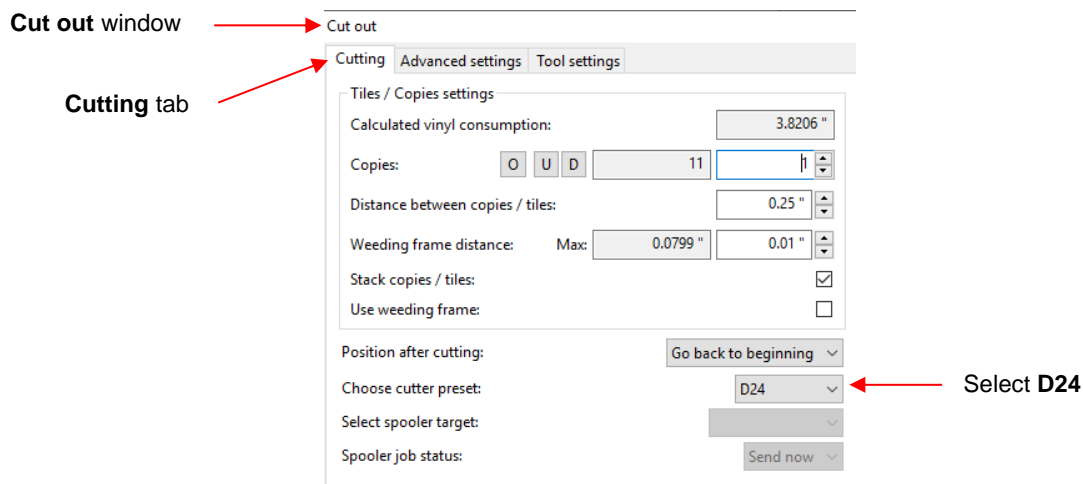 Cut out window
Cut out
Cutting Advanced settings Tool settings
Cutting tab
Tiles / Copies settings
Calculated vinyl consumption: 3.8206 "
Copies: O U D 11 1
Distance between copies / tiles: 0.25 "
Weeding frame distance: Max: 0.0799 " 0.01 "
Stack copies / tiles:
Use weeding frame:
Position after cutting: Go back to beginning
Choose cutter preset: D24 Select D24
Select spooler target:
Spooler job status: Send now